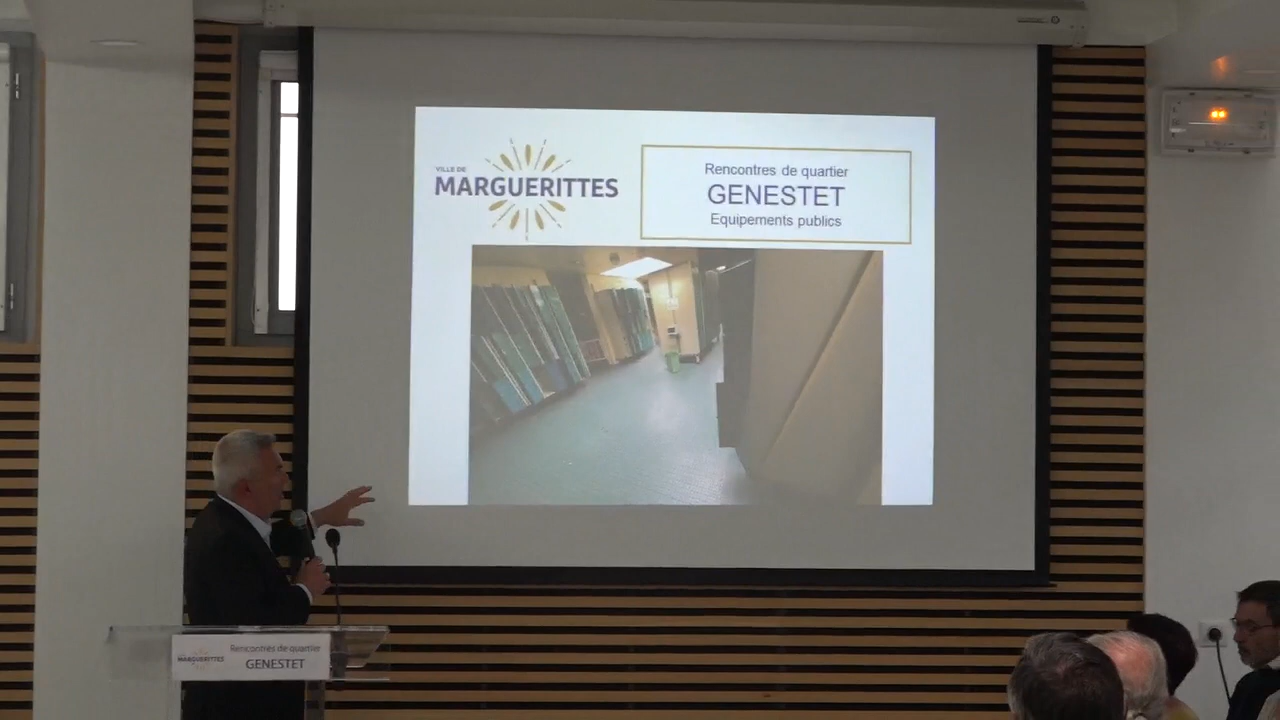 VILLE DE
MARGUERITTES
Rencontres de quartier
GENESTET
Equipements publics
MARGUERITTES
Rencontres de quartier
GENESTET